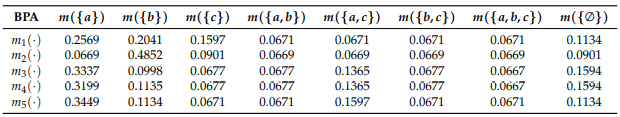 BPA m({a}) m({b}) m({c}) m({a,b}) m({a,c}) m({b,c}) m({a,b,c}) m({∅})
m₁(·) 0.2569 0.2041 0.1597 0.0671 0.0671 0.0671 0.0671 0.1134
m₂(·) 0.0669 0.4852 0.0901 0.0669 0.0669 0.0669 0.0669 0.0901
m₃(·) 0.3337 0.0998 0.0677 0.0677 0.1365 0.0677 0.0667 0.1594
m₄(·) 0.3199 0.1135 0.0677 0.0677 0.1365 0.0677 0.0667 0.1594
m₅(·) 0.3449 0.1134 0.0671 0.0671 0.1597 0.0671 0.0671 0.1134